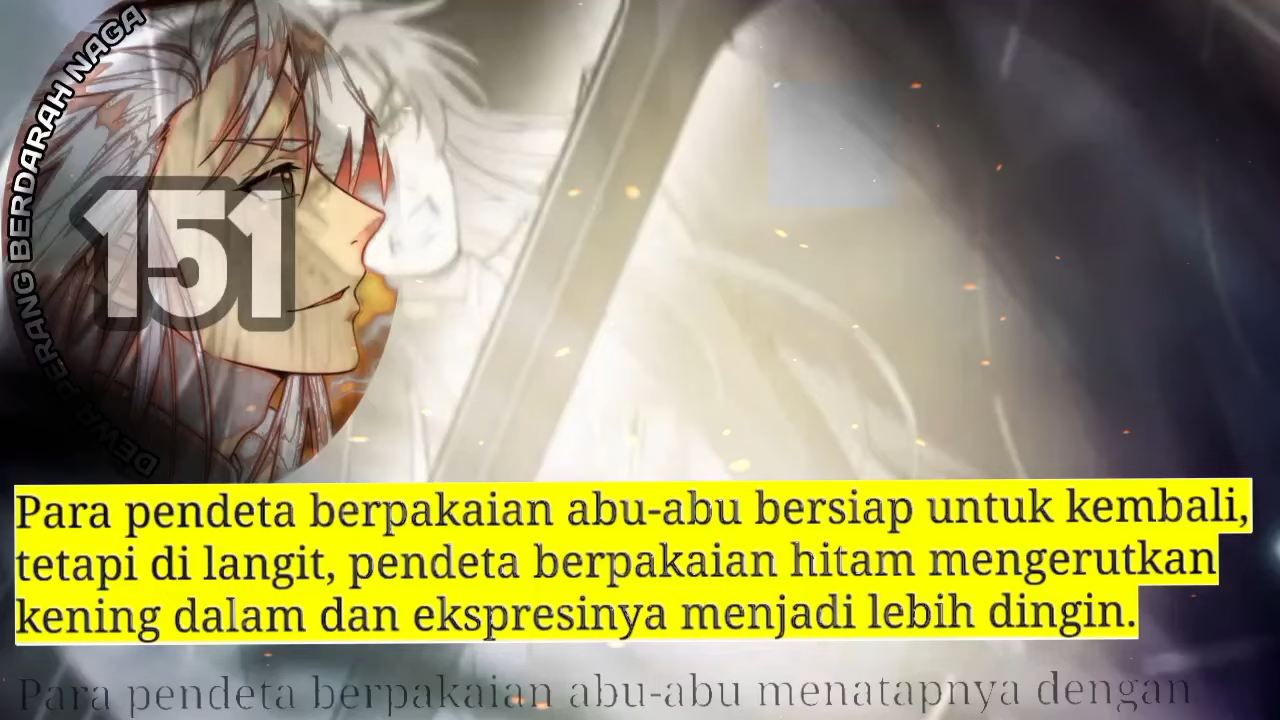 DEWA PERANG BERDARAH NAGA
151
Para pendeta berpakaian abu-abu bersiap untuk kembali,
tetapi di langit, pendeta berpakaian hitam mengerutkan
kening dalam dan ekspresinya menjadi lebih dingin.
Para pendeta berpakaian abu-abu menatapnya dengan